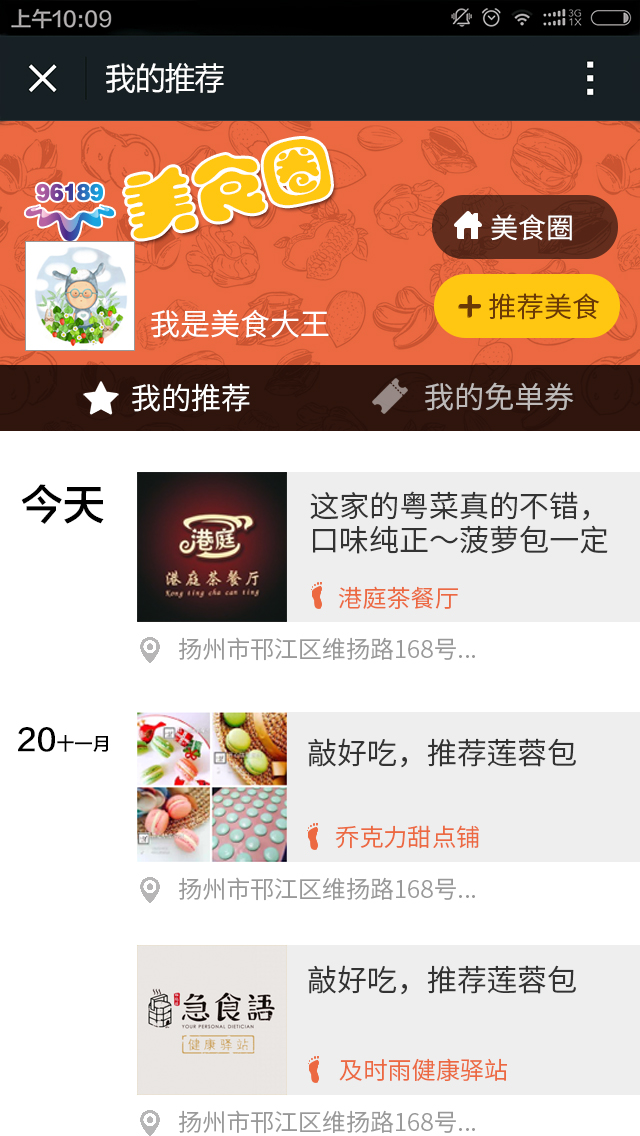 上午10:09
3G
1X
我的推荐
96189
美食圈
美食圈
我是美食大王
推荐美食
我的推荐
我的免单券
今天
港庭
港庭茶餐厅
Kong ting cha can ting
这家的粤菜真的不错，
口味纯正～菠萝包一定
港庭茶餐厅
扬州市邗江区维扬路168号...
20十一月
敲好吃，推荐莲蓉包
乔克力甜点铺
扬州市邗江区维扬路168号...
急食語
YOUR PERSONAL DIETICIAN
健康驿站
敲好吃，推荐莲蓉包
及时雨健康驿站
扬州市邗江区维扬路168号...